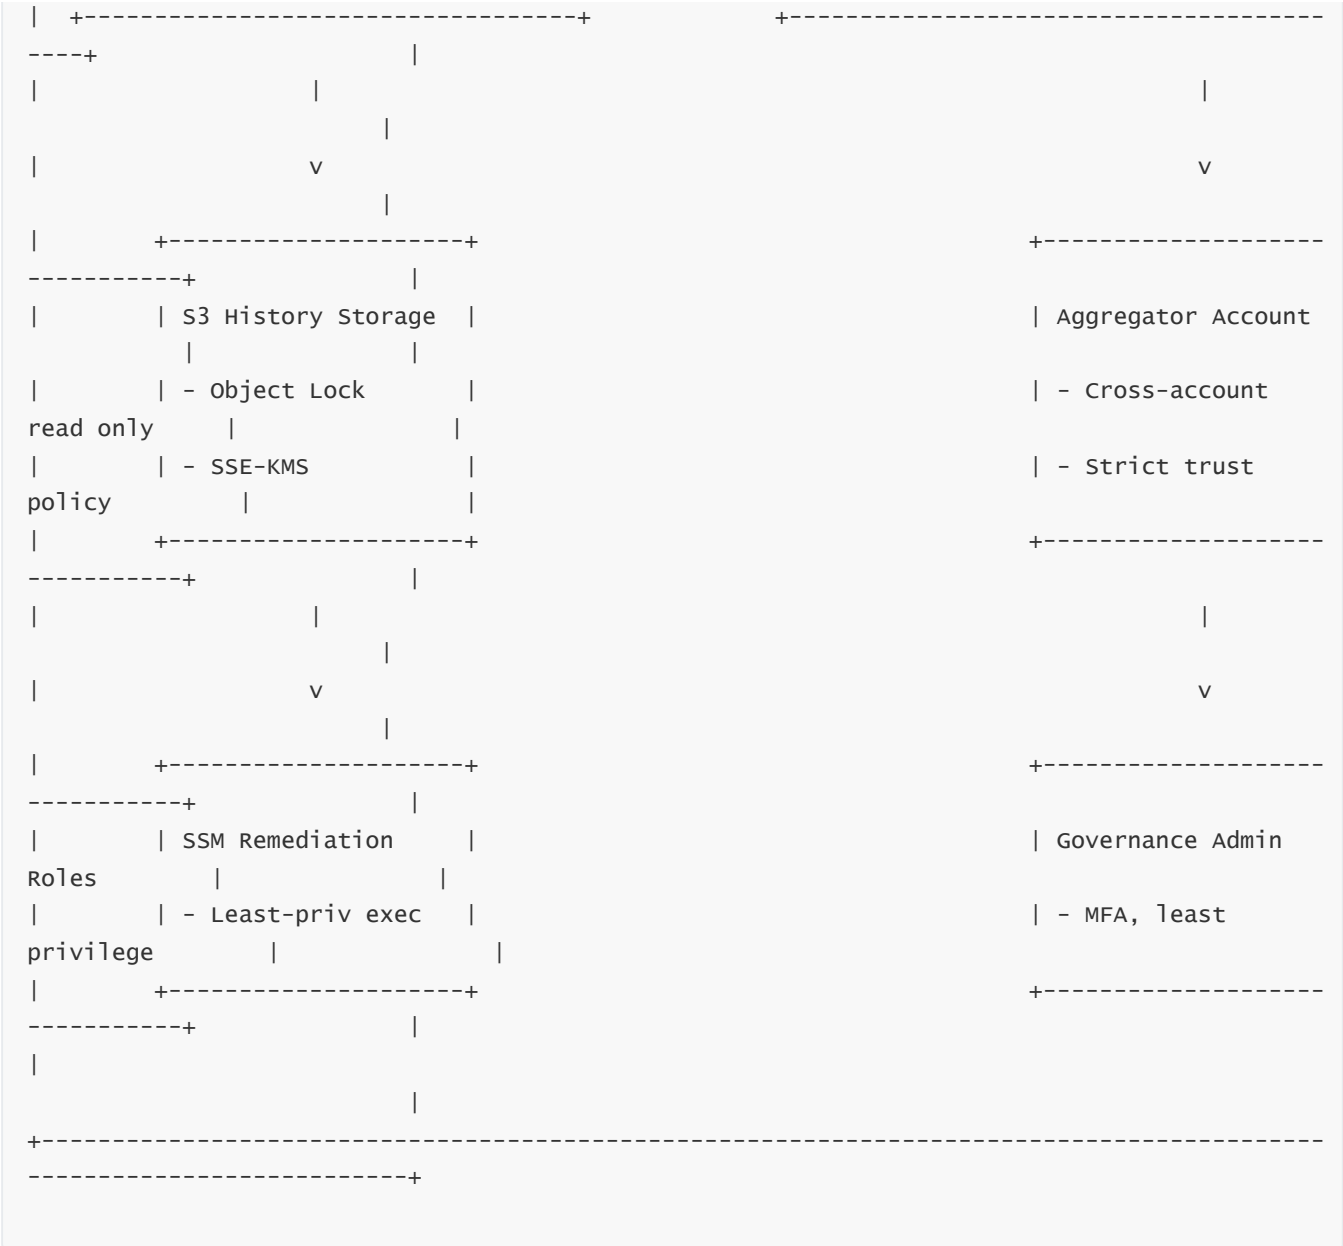 |  +-----------------------------------+             +--------------------------------------
----+                      |
|                   |                                                               |
                         |
|                   v                                                               v
                         |
|        +---------------------+                                       +--------------------
-----------+               |
|        | S3 History Storage  |                                       | Aggregator Account
           |               |
|        | - Object Lock       |                                       | - Cross-account
read only     |               |
|        | - SSE-KMS           |                                       | - Strict trust
policy         |               |
|        +---------------------+                                       +--------------------
-----------+               |
|                   |                                                               |
                         |
|                   v                                                               v
                         |
|        +---------------------+                                       +--------------------
-----------+               |
|        | SSM Remediation     |                                       | Governance Admin
Roles        |               |
|        | - Least-priv exec   |                                       | - MFA, least
privilege        |               |
|        +---------------------+                                       +--------------------
-----------+               |
|
                           |
+-------------------------------------------------------------------------------------------
---------------------------+